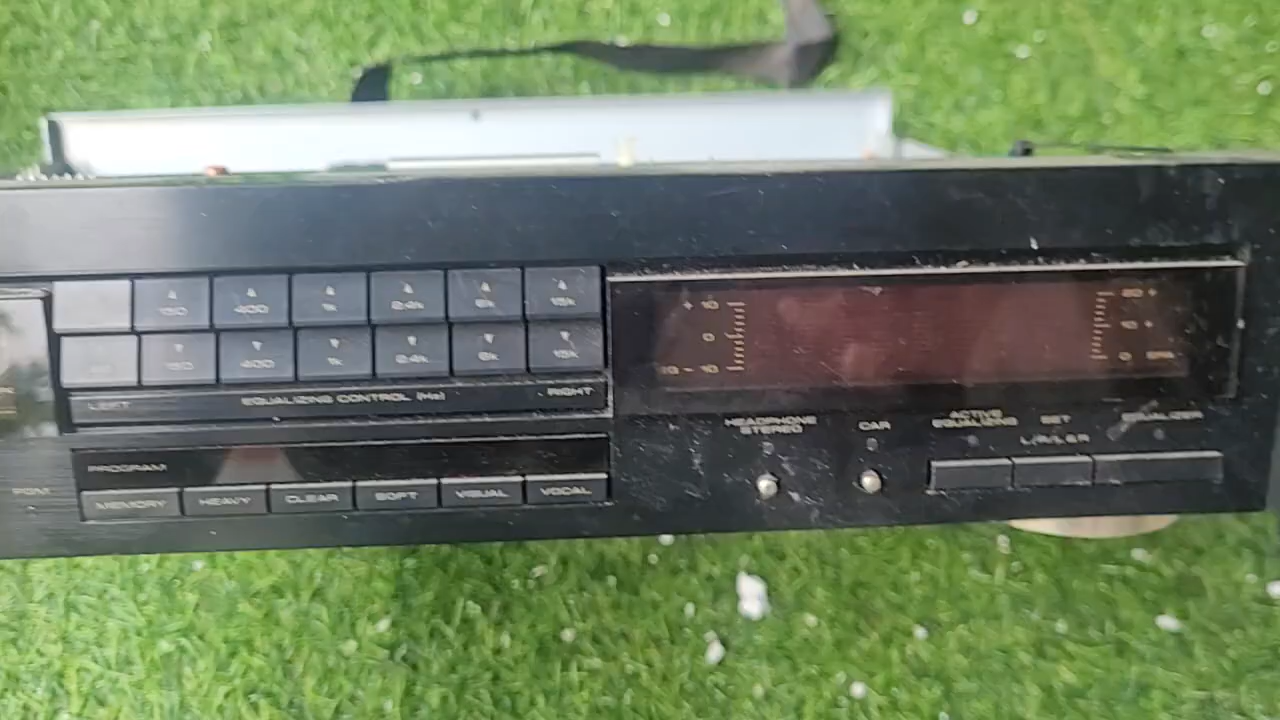 150 400 1k 2.4k 6k 15k
150 400 1k 2.4k 6k 15k
LEFT EQUALIZING CONTROL (Hz) RIGHT
PROGRAM
MEMORY HEAVY CLEAR SOFT VISUAL VOCAL
+ 10
0
- 10
10 +
0
HEADPHONE
STEREO
CAR
ACTIVE
EQUALIZING
SET
L/R/L&R
EQUALIZER